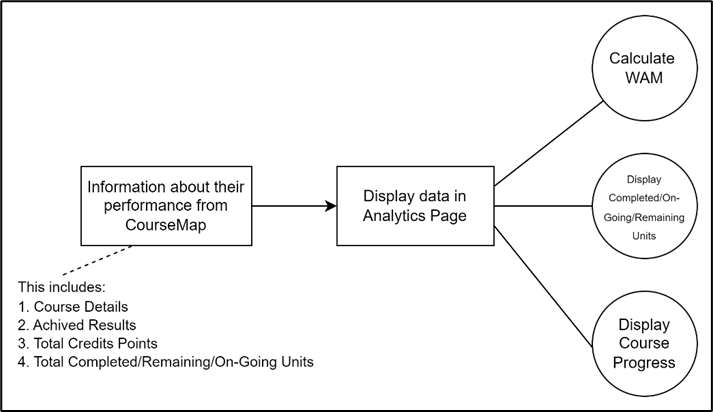 Information about their
performance from
CourseMap
This includes:
1. Course Details
2. Achived Results
3. Total Credits Points
4. Total Completed/Remaining/On-Going Units
Display data in
Analytics Page
Calculate
WAM
Display
Completed/On-
Going/Remaining
Units
Display
Course
Progress